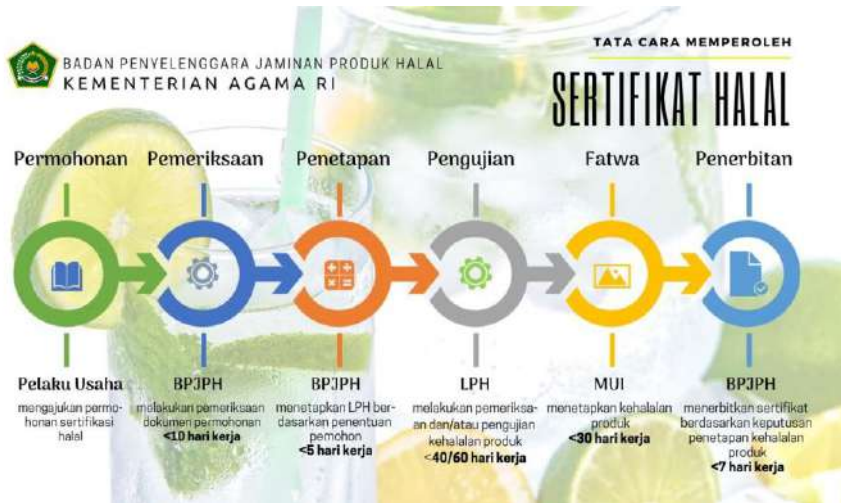 BADAN PENYELENGGARA JAMINAN PRODUK HALAL
KEMENTERIAN AGAMA RI
TATA CARA MEMPEROLEH
SERTIFIKAT HALAL
Permohonan
Pemeriksaan
Penetapan
Pengujian
Fatwa
Penerbitan
Pelaku Usaha
mengajukan permo-
honan sertifikasi
halal
BPJPH
melakukan pemeriksaan
dokumen permohonan
<10 hari kerja
BPJPH
menetapkan LPH ber-
dasarkan penentuan
pemohon
<5 hari kerja
LPH
melakukan pemeriksa-
an dan/atau pengujian
kehalalan produk
<40/60 hari kerja
MUI
menetapkan kehalalan
produk
<30 hari kerja
BPJPH
menerbitkan sertifikat
berdasarkan keputusan
penetapan kehalalan
produk
<7 hari kerja